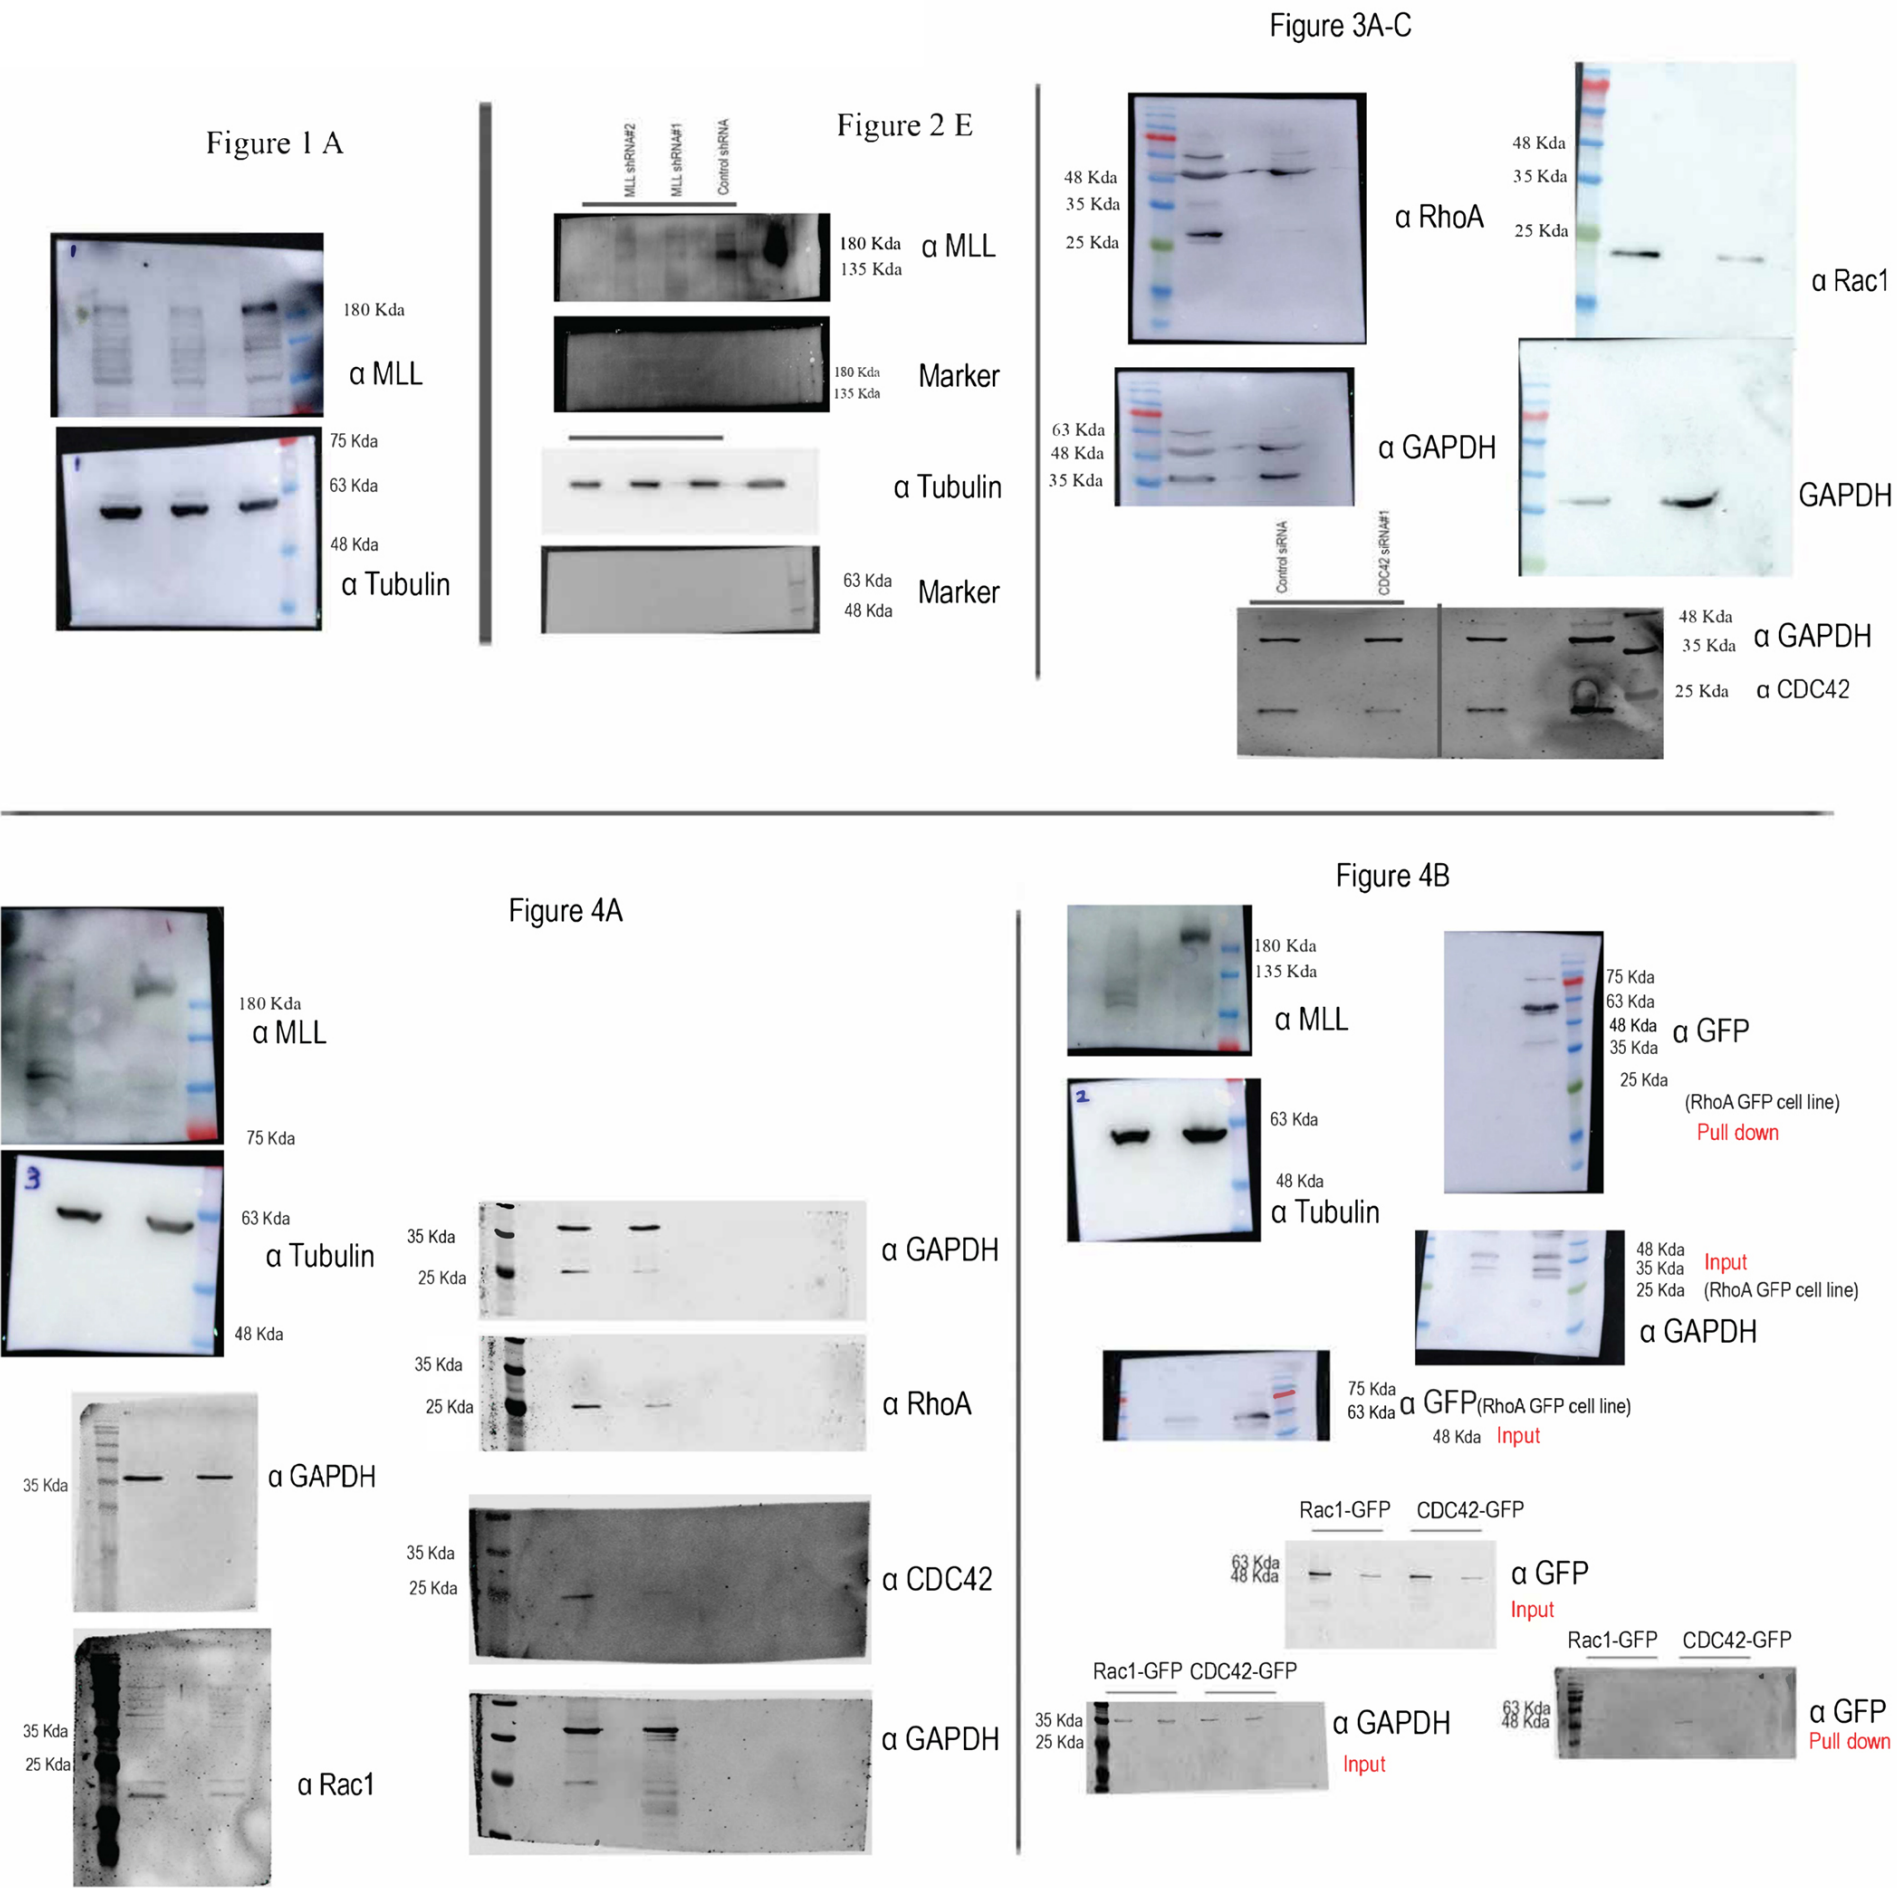 Figure 1 A
180 Kda
α MLL
75 Kda
63 Kda
48 Kda
α Tubulin
Figure 2 E
MLL shRNA#2
MLL shRNA#1
Control shRNA
180 Kda
α MLL
135 Kda
180 Kda
Marker
135 Kda
α Tubulin
63 Kda
Marker
48 Kda
Figure 3A-C
48 Kda
35 Kda
α RhoA
25 Kda
48 Kda
35 Kda
25 Kda
α Rac1
63 Kda
48 Kda
α GAPDH
35 Kda
GAPDH
Control siRNA
CDC42 siRNA#1
48 Kda
α GAPDH
35 Kda
25 Kda
α CDC42
Figure 4A
180 Kda
α MLL
75 Kda
3
63 Kda
α Tubulin
48 Kda
35 Kda
α GAPDH
35 Kda
25 Kda
α Rac1
35 Kda
α GAPDH
25 Kda
35 Kda
25 Kda
α RhoA
35 Kda
25 Kda
α CDC42
α GAPDH
Figure 4B
180 Kda
135 Kda
α MLL
2
63 Kda
48 Kda
α Tubulin
75 Kda
63 Kda
48 Kda
α GFP
35 Kda
25 Kda
(RhoA GFP cell line)
Pull down
48 Kda
35 Kda
Input
25 Kda
(RhoA GFP cell line)
α GAPDH
75 Kda
63 Kda
α GFP(RhoA GFP cell line)
48 Kda
Input
Rac1-GFP
CDC42-GFP
63 Kda
48 Kda
α GFP
Input
Rac1-GFP
CDC42-GFP
35 Kda
25 Kda
α GAPDH
Input
Rac1-GFP
CDC42-GFP
63 Kda
48 Kda
α GFP
Pull down